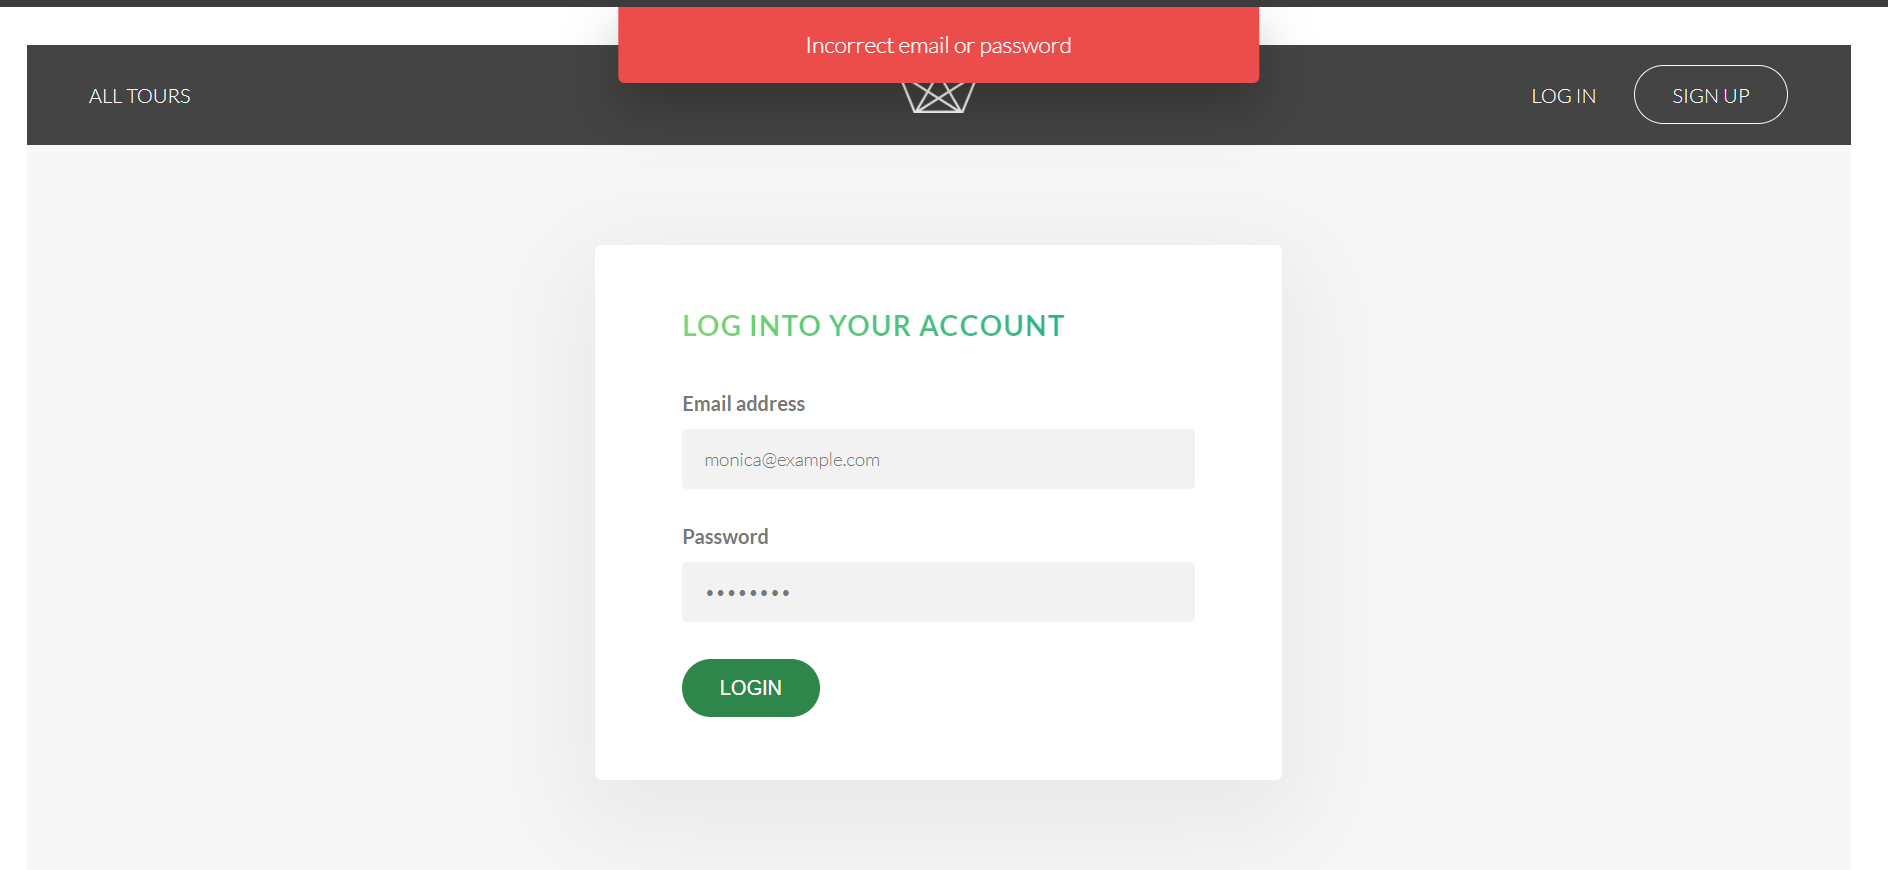 Incorrect email or password
ALL TOURS
LOG IN
SIGN UP
LOG INTO YOUR ACCOUNT
Email address
monica@example.com
Password
••••••••
LOGIN